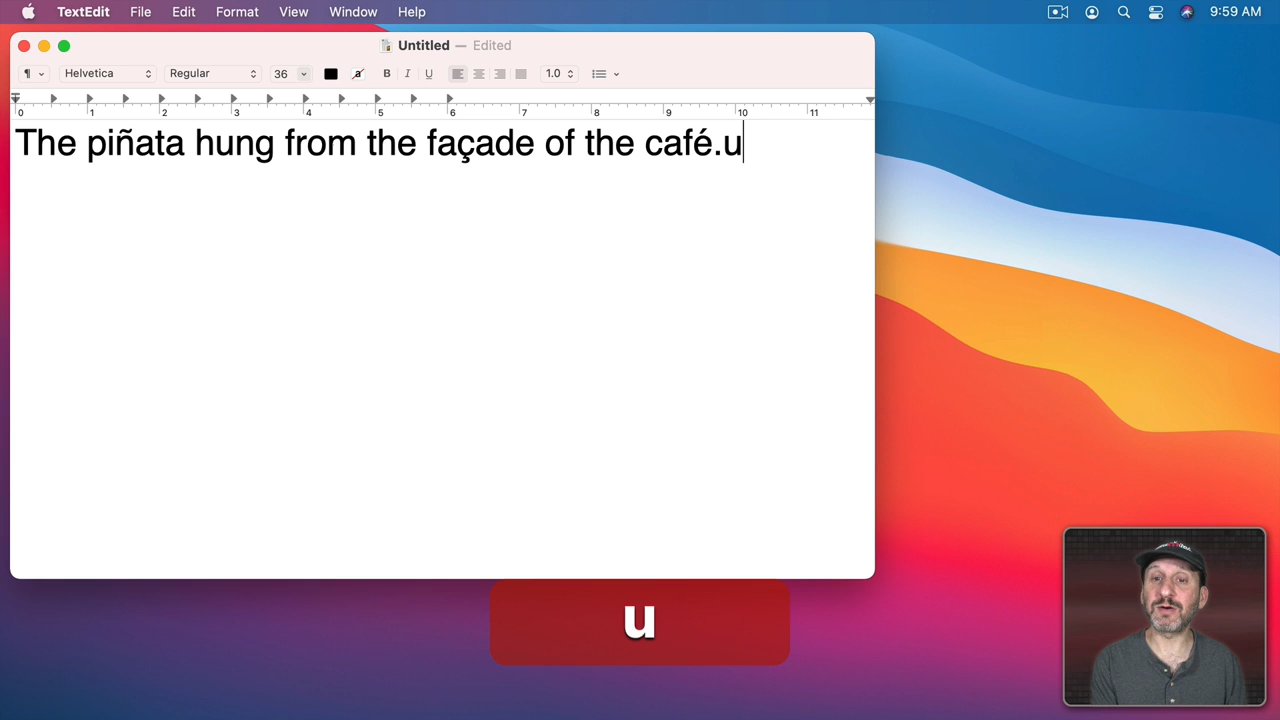 TextEdit File Edit Format View Window Help 9:59 AM
Untitled — Edited
¶ Helvetica Regular 36 a B I U 1.0
0 1 2 3 4 5 6 7 8 9 10 11
The piñata hung from the façade of the café.u
u